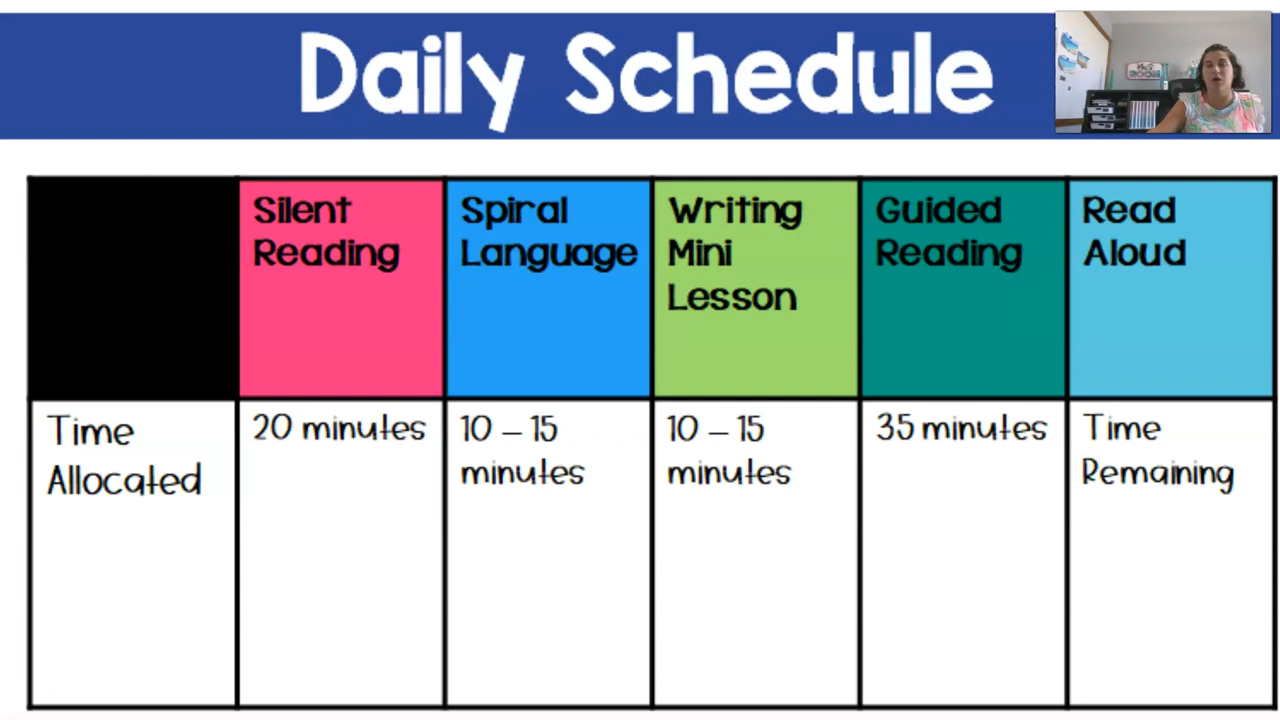 Daily Schedule
Silent
Reading
Spiral
Language
Writing
Mini
Lesson
Guided
Reading
Read
Aloud
Time
Allocated
20 minutes
10 – 15
minutes
10 – 15
minutes
35 minutes
Time
Remaining